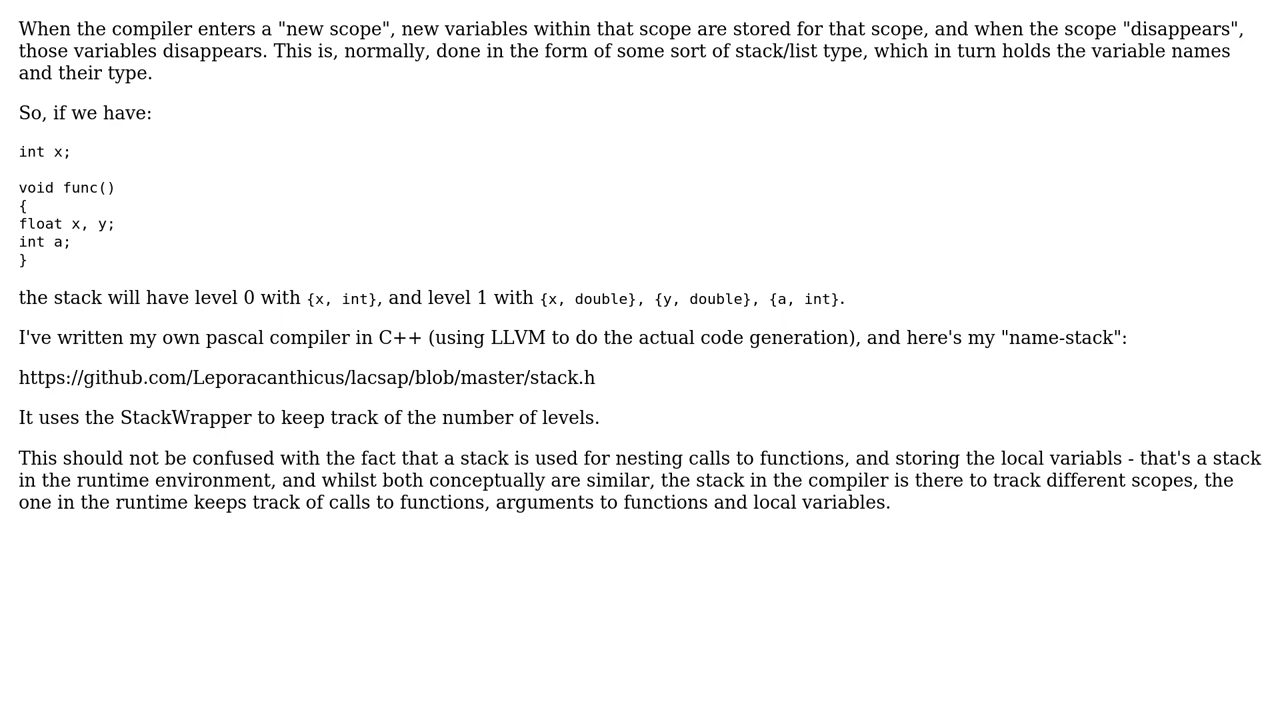 When the compiler enters a "new scope", new variables within that scope are stored for that scope, and when the scope "disappears",
those variables disappears. This is, normally, done in the form of some sort of stack/list type, which in turn holds the variable names
and their type.
So, if we have:
int x;
void func()
{
float x, y;
int a;
}
the stack will have level 0 with {x, int}, and level 1 with {x, double}, {y, double}, {a, int}.
I've written my own pascal compiler in C++ (using LLVM to do the actual code generation), and here's my "name-stack":
https://github.com/Leporacanthicus/lacsap/blob/master/stack.h
It uses the StackWrapper to keep track of the number of levels.
This should not be confused with the fact that a stack is used for nesting calls to functions, and storing the local variabls - that's a stack
in the runtime environment, and whilst both conceptually are similar, the stack in the compiler is there to track different scopes, the
one in the runtime keeps track of calls to functions, arguments to functions and local variables.